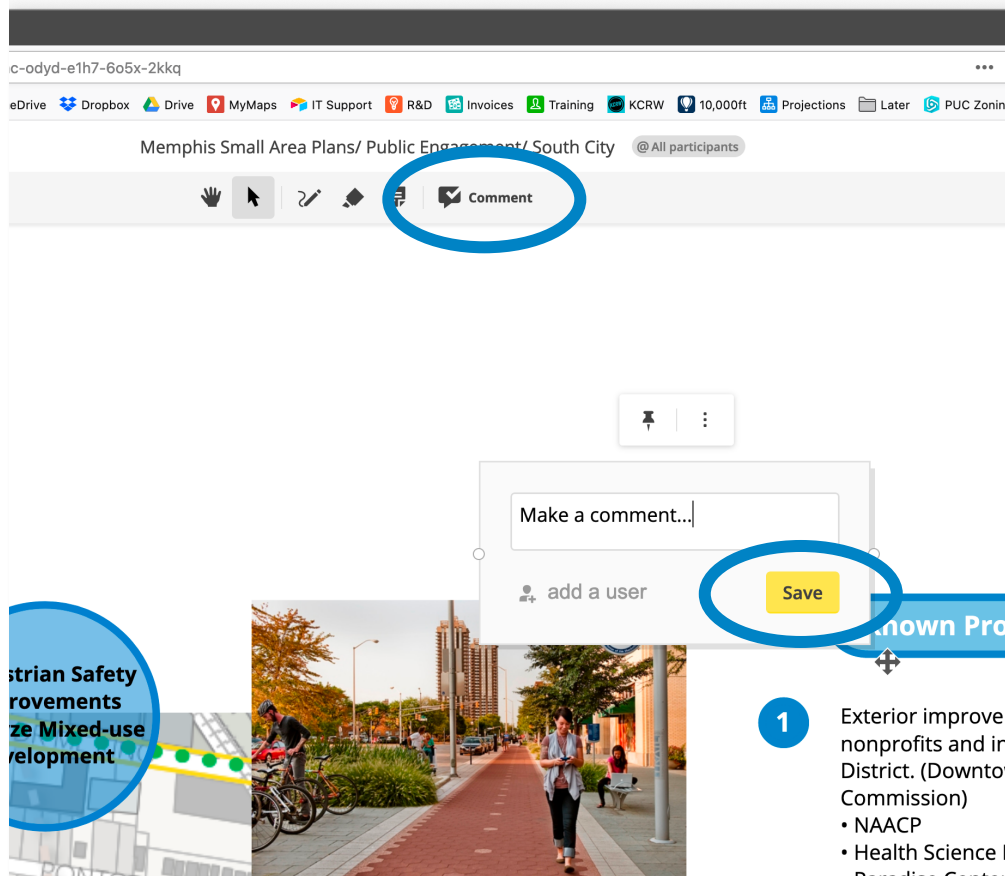 c-odyd-e1h7-6o5x-2kkq
eDrive Dropbox Drive MyMaps IT Support R&D Invoices Training KCRW 10,000ft Projections Later PUC Zonin
Memphis Small Area Plans/ Public Engagement/ South City @ All participants
Comment
Make a comment...
add a user
Save
known Pro
strian Safety
rovements
ze Mixed-use
velopment
1
Exterior improve
nonprofits and in
District. (Downtow
Commission)
• NAACP
• Health Science